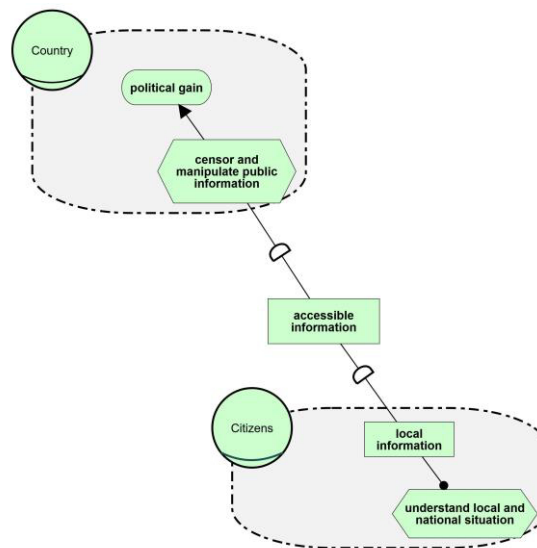 Country
political gain
censor and
manipulate public
information
accessible
information
Citizens
local
information
understand local and
national situation